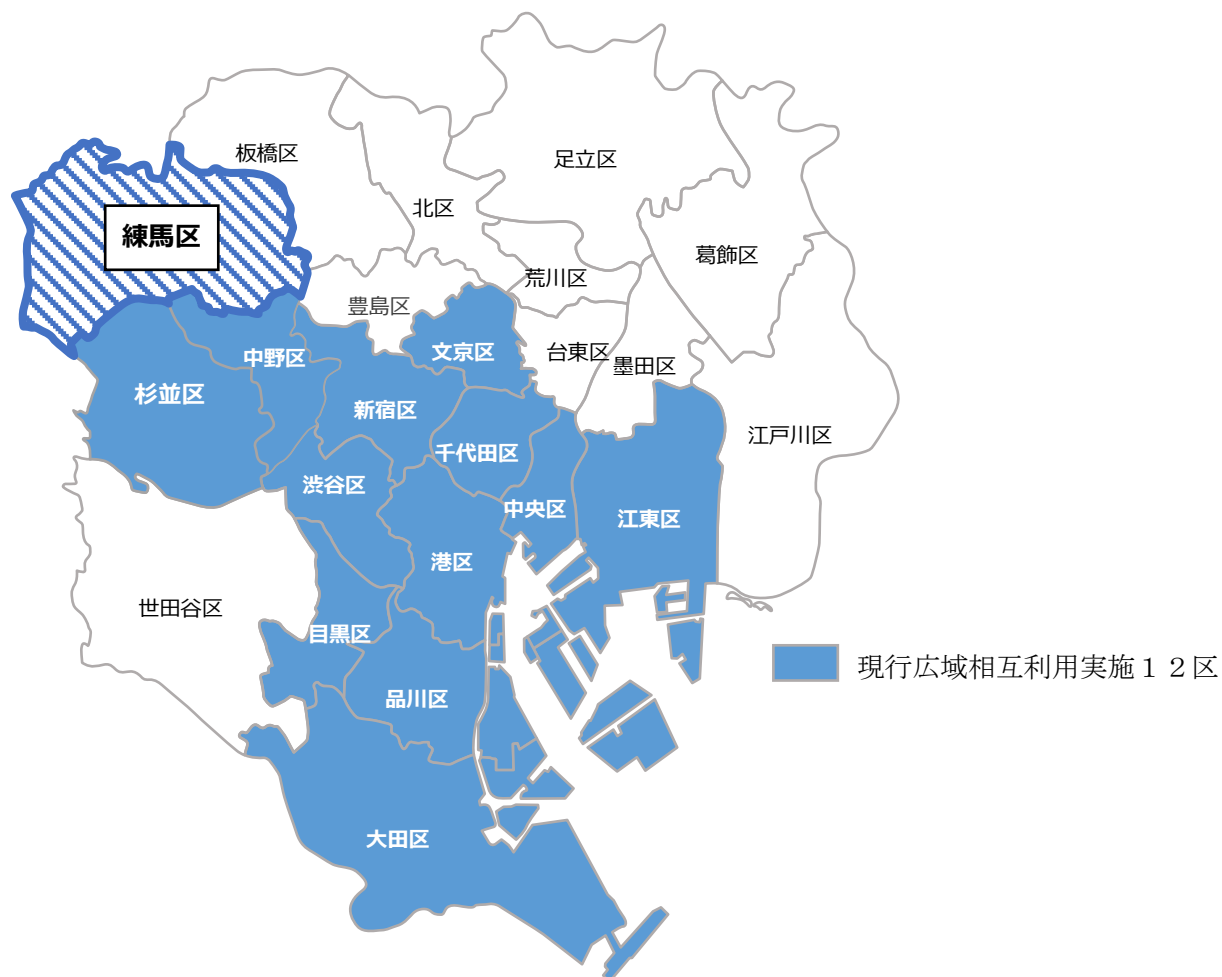 板橋区
足立区
北区
練馬区
葛飾区
荒川区
豊島区
文京区
台東区
墨田区
中野区
杉並区
新宿区
江戸川区
千代田区
渋谷区
中央区
江東区
港区
世田谷区
目黒区
現行広域相互利用実施１２区
品川区
大田区